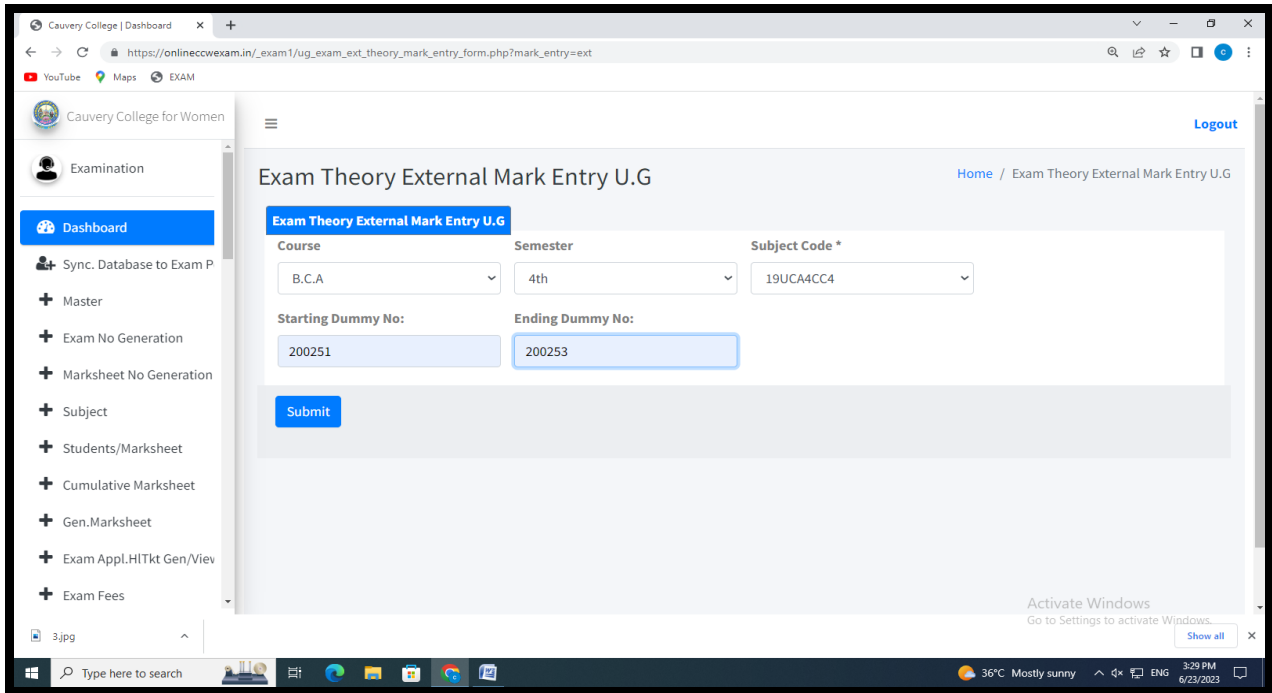 Cauvery College | Dashboard
https://onlineccwexam.in/_exam1/ug_exam_ext_theory_mark_entry_form.php?mark_entry=ext
C
YouTube Maps EXAM
Cauvery College for Women
Logout
Examination
Exam Theory External Mark Entry U.G
Home / Exam Theory External Mark Entry U.G
Exam Theory External Mark Entry U.G
Dashboard
Sync. Database to Exam P
Master
Exam No Generation
Marksheet No Generation
Subject
Students/Marksheet
Cumulative Marksheet
Gen.Marksheet
Exam Appl.HlTkt Gen/View
Exam Fees
Course Semester Subject Code *
B.C.A 4th 19UCA4CC4
Starting Dummy No: Ending Dummy No:
200251 200253
Submit
Activate Windows
Go to Settings to activate Windows.
3.jpg
Show all
Type here to search
36°C Mostly sunny
ENG
3:29 PM
6/23/2023